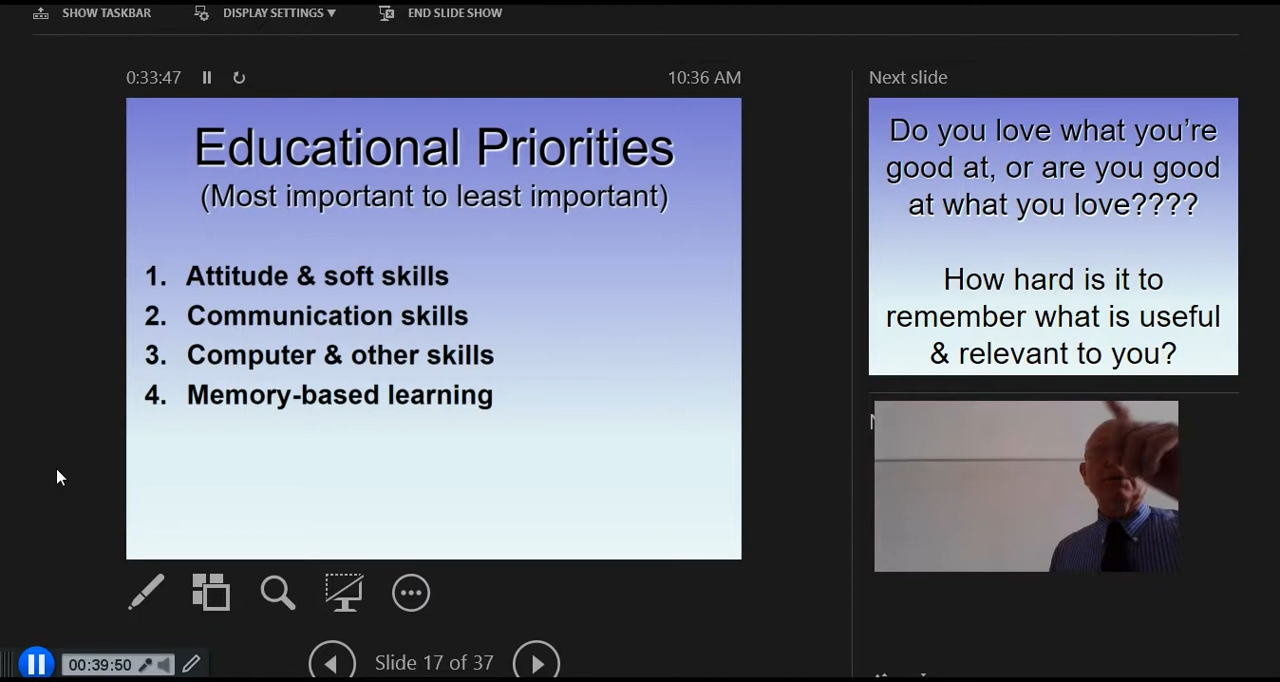 SHOW TASKBAR DISPLAY SETTINGS ▼ END SLIDE SHOW
0:33:47 10:36 AM
Educational Priorities
(Most important to least important)
1. Attitude & soft skills
2. Communication skills
3. Computer & other skills
4. Memory-based learning
Next slide
Do you love what you're
good at, or are you good
at what you love????
How hard is it to
remember what is useful
& relevant to you?
Slide 17 of 37
00:39:50